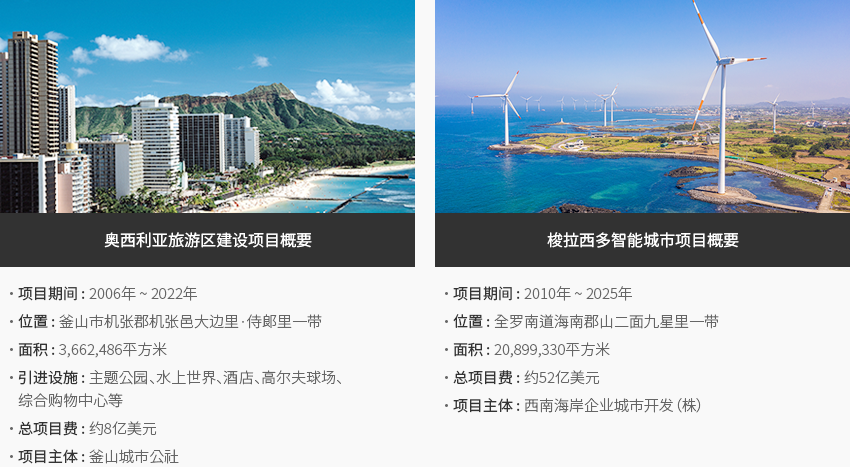 奥西利亚旅游区建设项目概要
· 项目期间 : 2006年 ~ 2022年
· 位置 : 釜山市机张郡机张邑大边里·侍郞里一带
· 面积 : 3,662,486平方米
· 引进设施 : 主题公园、水上世界、酒店、高尔夫球场、
综合购物中心等
· 总项目费 : 约8亿美元
· 项目主体 : 釜山城市公社
梭拉西多智能城市项目概要
· 项目期间 : 2010年 ~ 2025年
· 位置 : 全罗南道海南郡山二面九星里一带
· 面积 : 20,899,330平方米
· 总项目费 : 约52亿美元
· 项目主体 : 西南海岸企业城市开发（株）